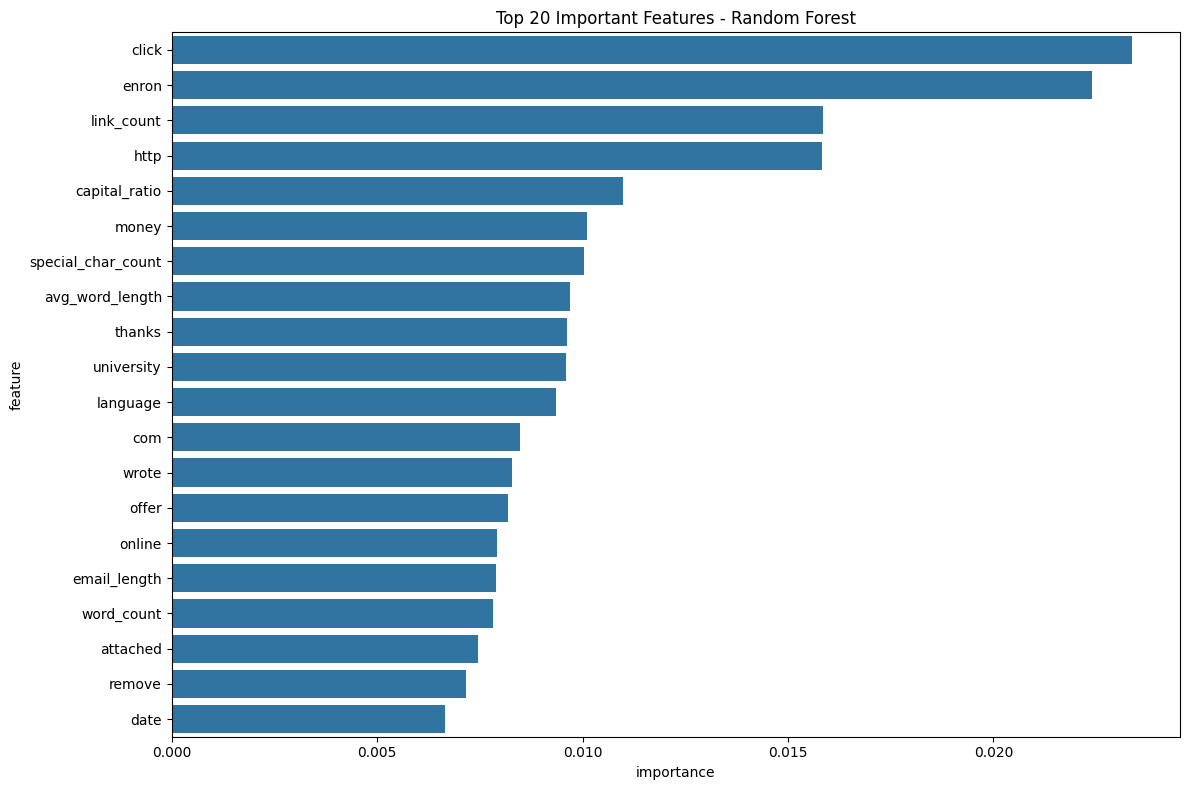 Top 20 Important Features - Random Forest
click
enron
link_count
http
capital_ratio
money
special_char_count
avg_word_length
thanks
university
language
com
wrote
offer
online
email_length
word_count
attached
remove
date
feature
0.000 0.005 0.010 0.015 0.020
importance